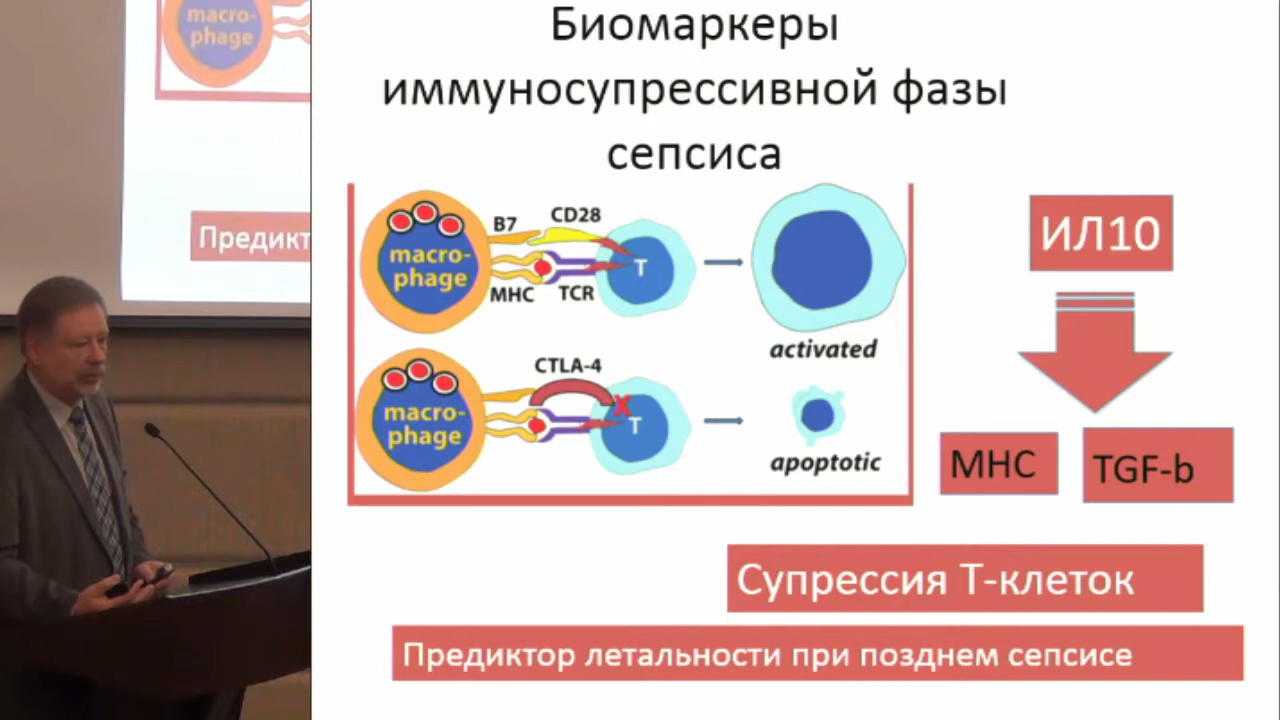 macro-
phage
Предикт
Биомаркеры
иммуносупрессивной фазы
сепсиса
B7
CD28
macro-
phage
T
MHC
TCR
activated
CTLA-4
macro-
phage
T
apoptotic
ИЛ10
МНС
TGF-b
Супрессия Т-клеток
Предиктор летальности при позднем сепсисе